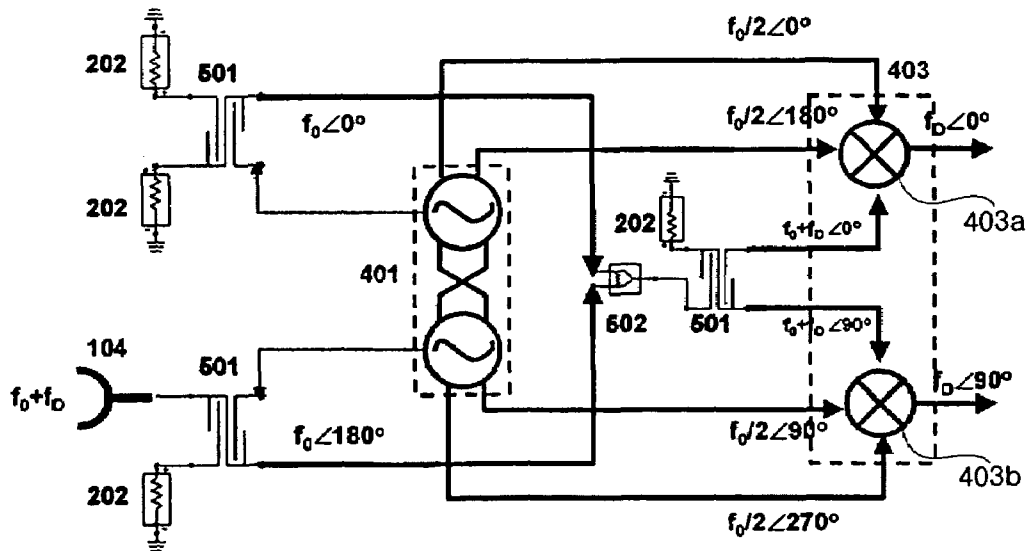 f₀/2∠0°
202
501
403
f₀∠0°
f₀/2∠180°
f_D∠0°
202
202
403a
f₀+f_D∠0°
401
502
501
f₀+f_D∠90°
104
501
f₀+f_D
f_D∠90°
f₀∠180°
f₀/2∠90°
202
403b
f₀/2∠270°